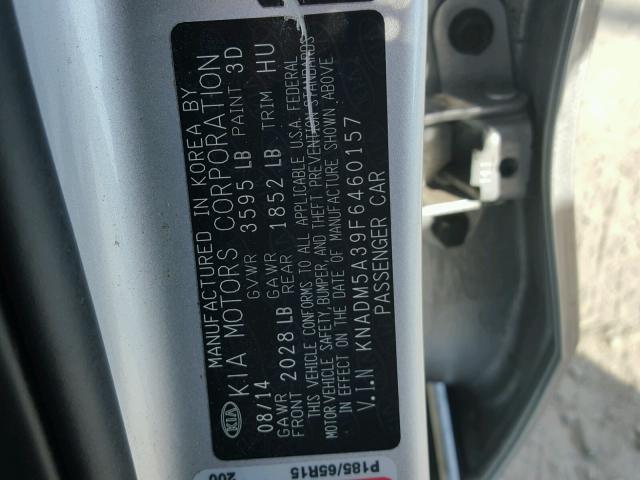 MANUFACTURED IN KOREA BY
KIA KIA MOTORS CORPORATION
08/14 GVWR 3595 LB PAINT 3D
GAWR FRONT 2028 LB GAWR REAR 1852 LB TRIM HU
THIS VEHICLE CONFORMS TO ALL APPLICABLE U.S.A. FEDERAL
MOTOR VEHICLE SAFETY, BUMPER, AND THEFT PREVENTION STANDARDS
IN EFFECT ON THE DATE OF MANUFACTURE SHOWN ABOVE
V.I.N KNADM5A39F6460157
PASSENGER CAR
P185/65R15